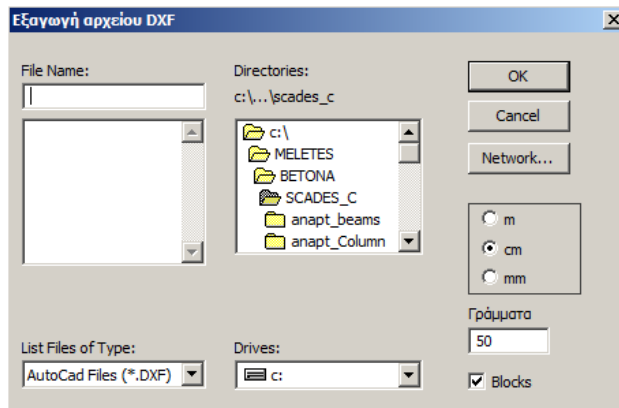 Εξαγωγή αρχείου DXF
File Name:
Directories:
c:\...\scades_c
c:\
MELETES
BETONA
SCADES_C
anapt_beams
anapt_Column
OK
Cancel
Network...
m
cm
mm
Γράμματα
50
Blocks
List Files of Type:
AutoCad Files (*.DXF)
Drives:
c: